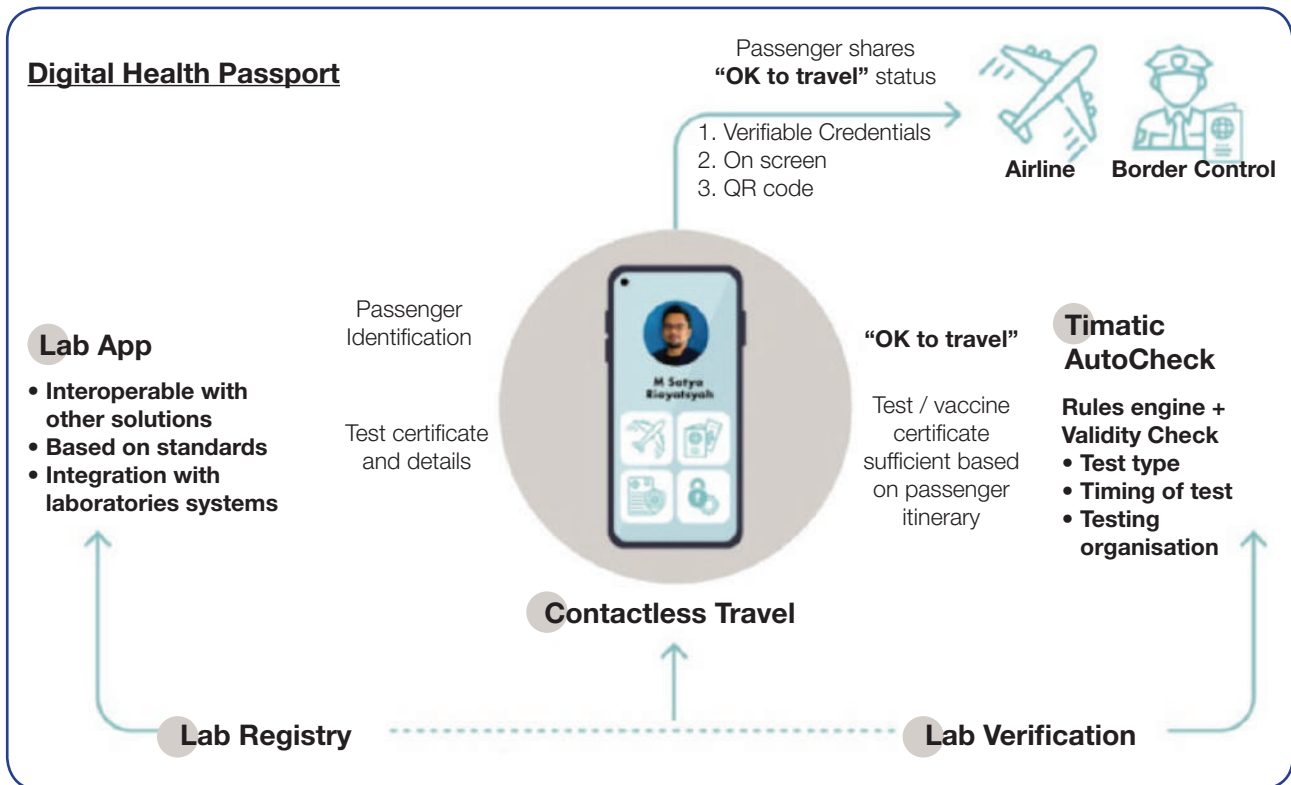 Digital Health Passport
Passenger shares
“OK to travel” status
1. Verifiable Credentials
2. On screen
3. QR code
Airline
Border Control
Lab App
• Interoperable with
other solutions
• Based on standards
• Integration with
laboratories systems
Passenger
Identification
Test certificate
and details
M Satya
Riayatsyah
“OK to travel”
Test / vaccine
certificate
sufficient based
on passenger
itinerary
Timatic
AutoCheck
Rules engine +
Validity Check
• Test type
• Timing of test
• Testing
organisation
Contactless Travel
Lab Registry
Lab Verification